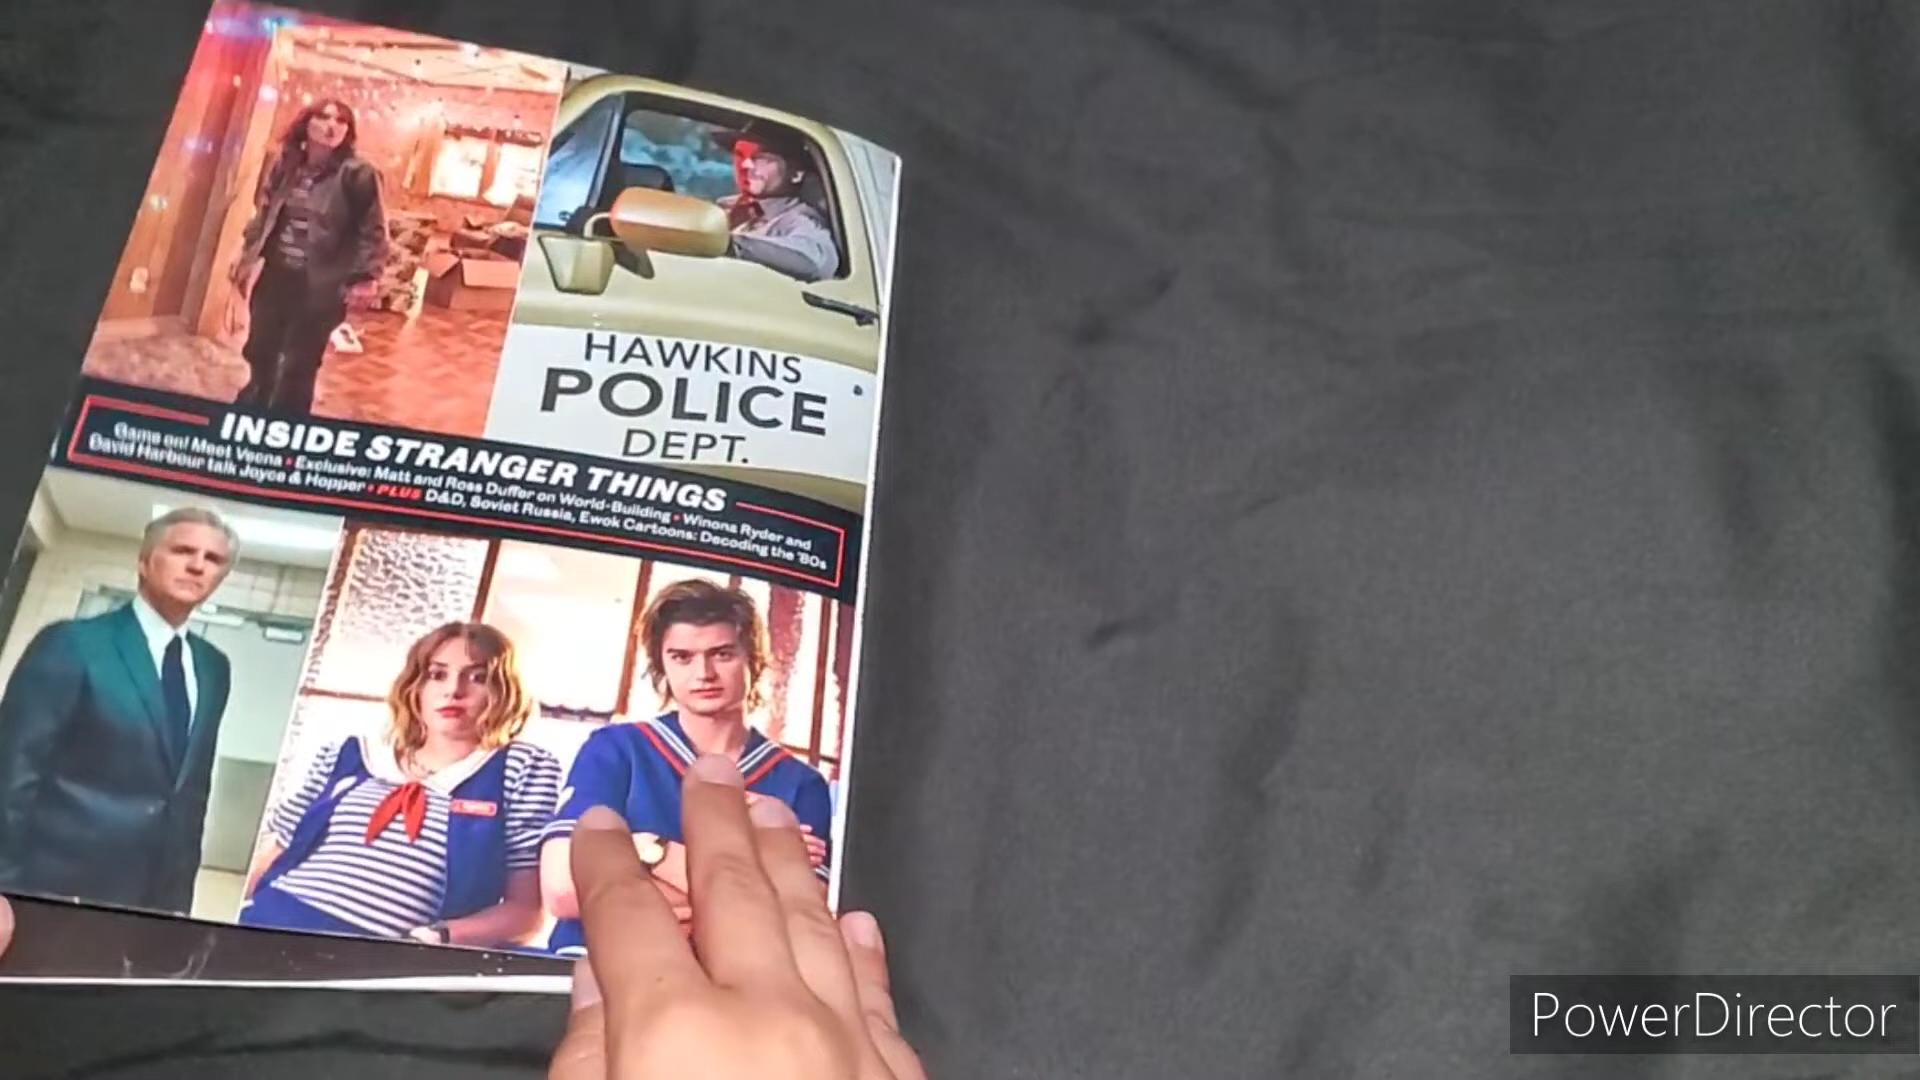 HAWKINS
POLICE
DEPT.
INSIDE STRANGER THINGS
Game on! Meet Vecna • Exclusive: Matt and Ross Duffer on World-Building • Winona Ryder and
David Harbour talk Joyce & Hopper • PLUS D&D, Soviet Russia, Ewok Cartoons: Decoding the '80s
PowerDirector